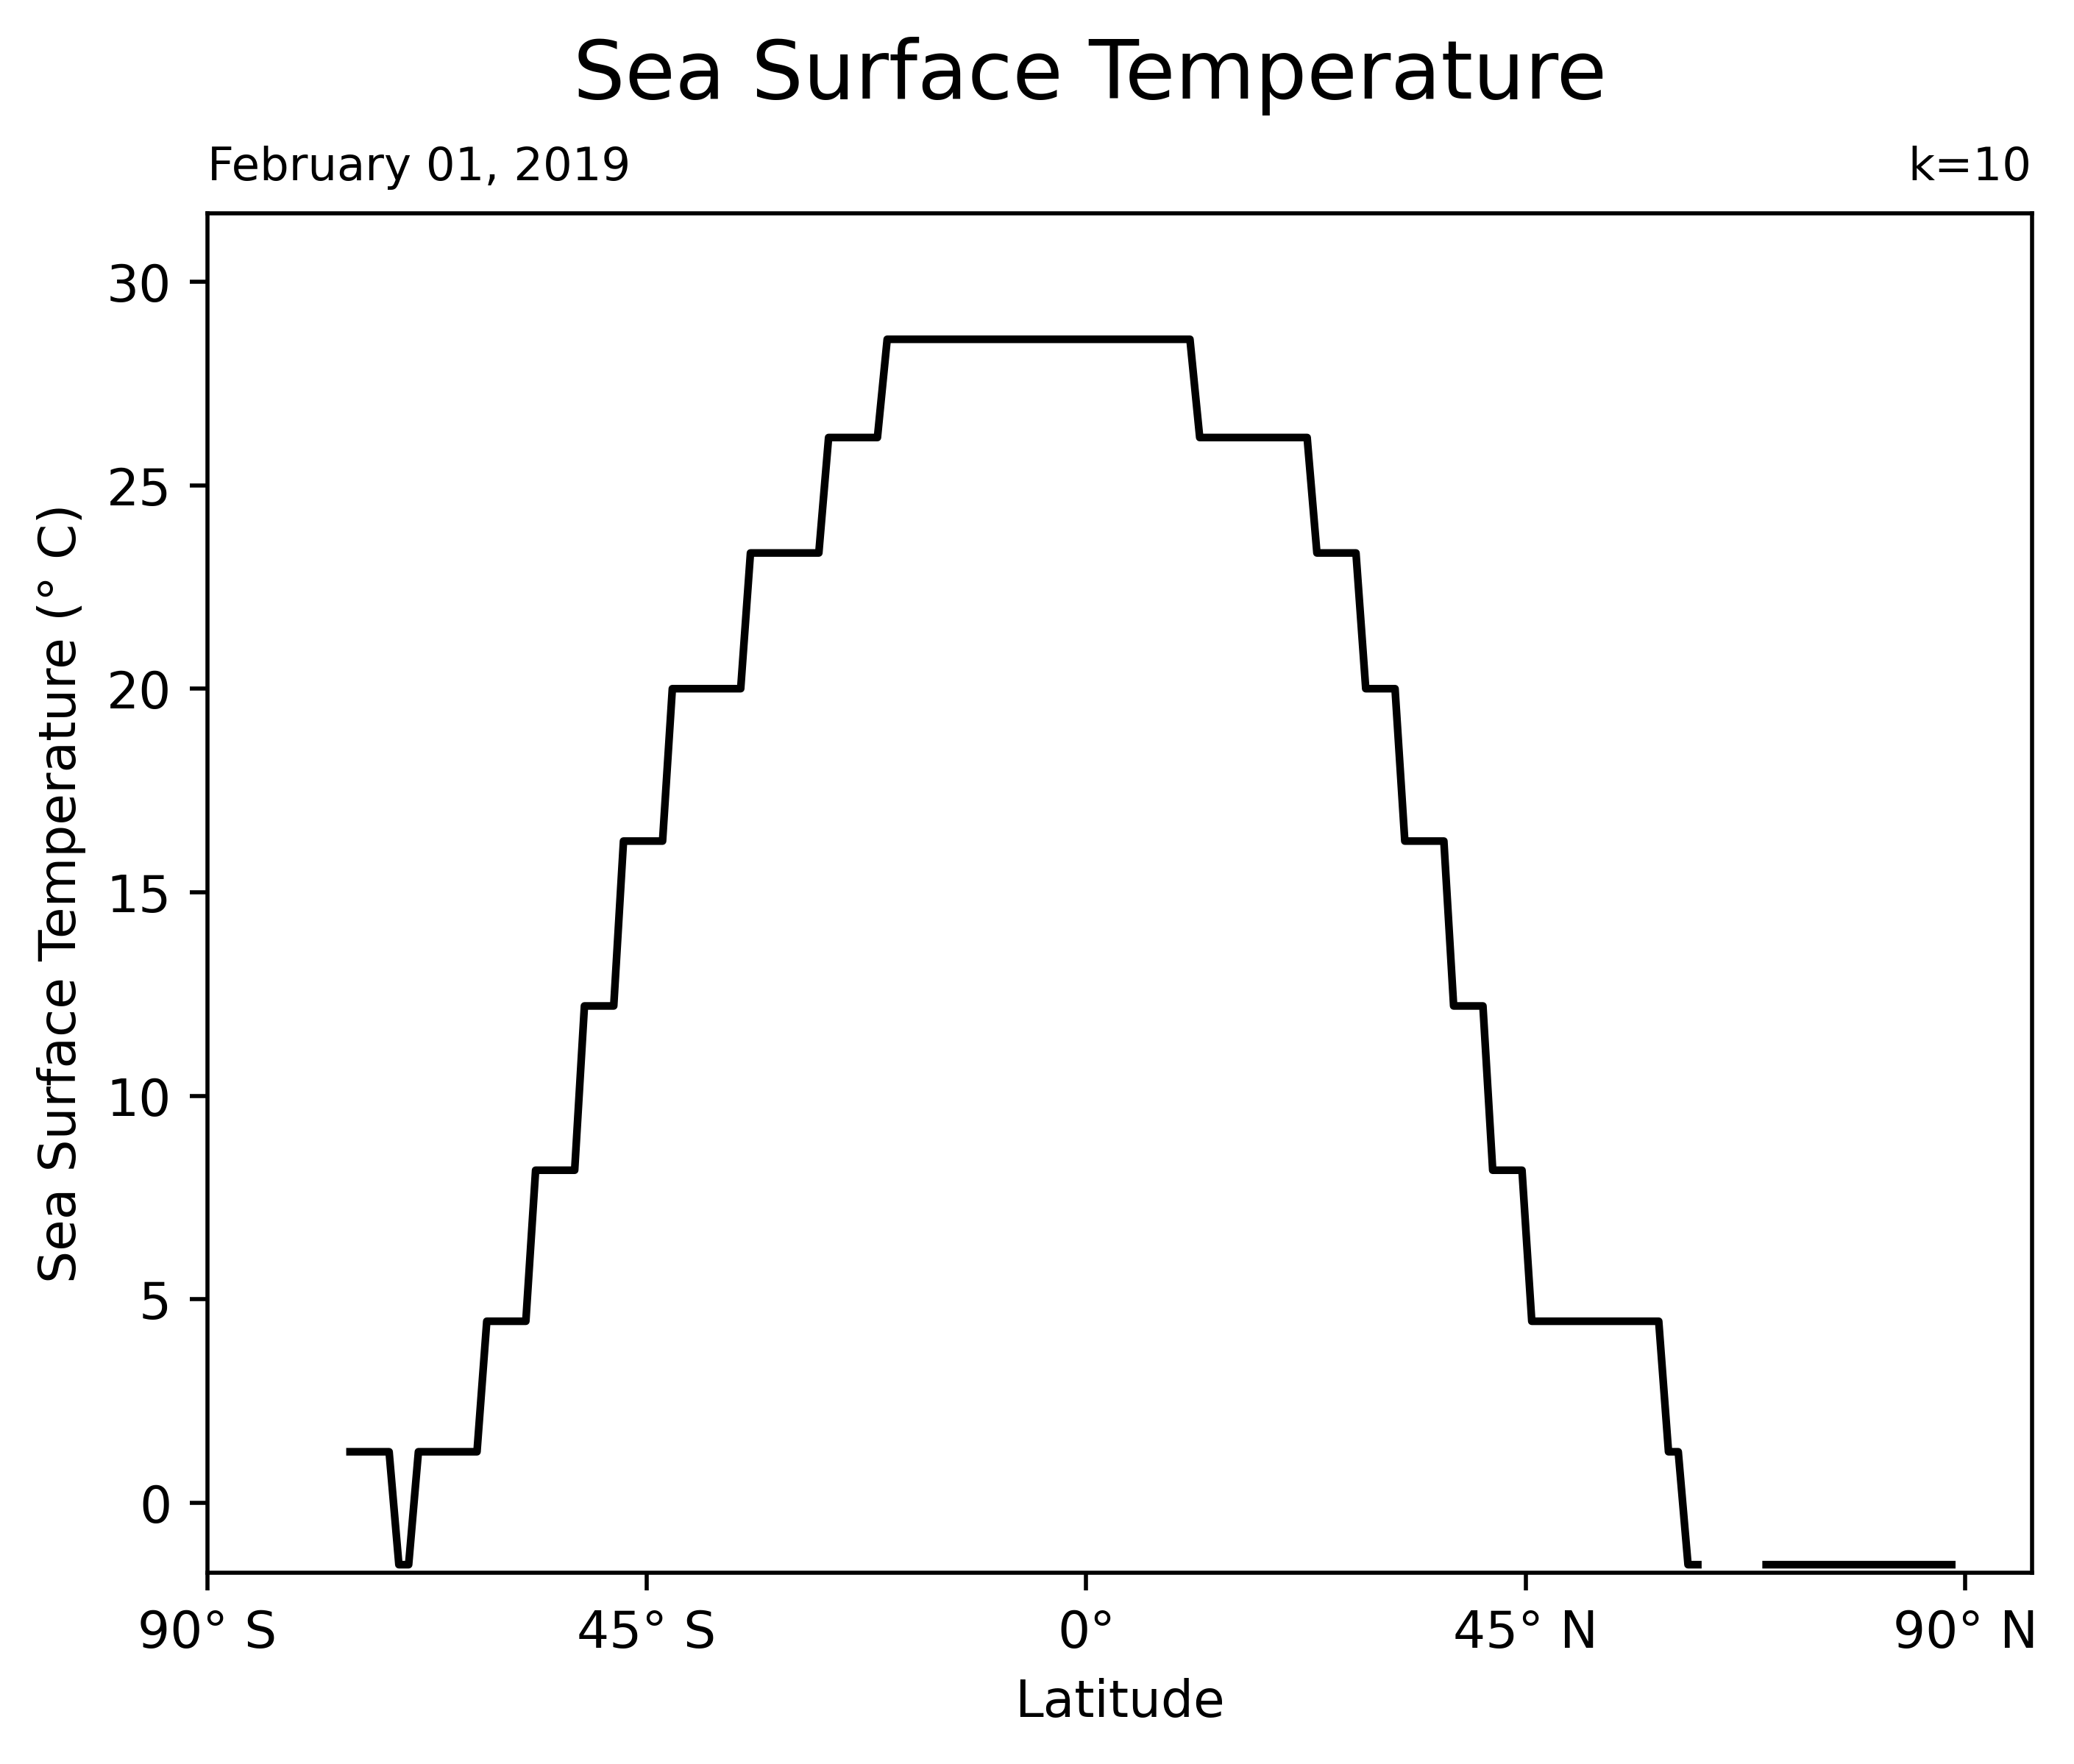 Sea Surface Temperature
February 01, 2019
k=10
30
25
20
15
10
5
0
Sea Surface Temperature (° C)
90° S
45° S
0°
45° N
90° N
Latitude